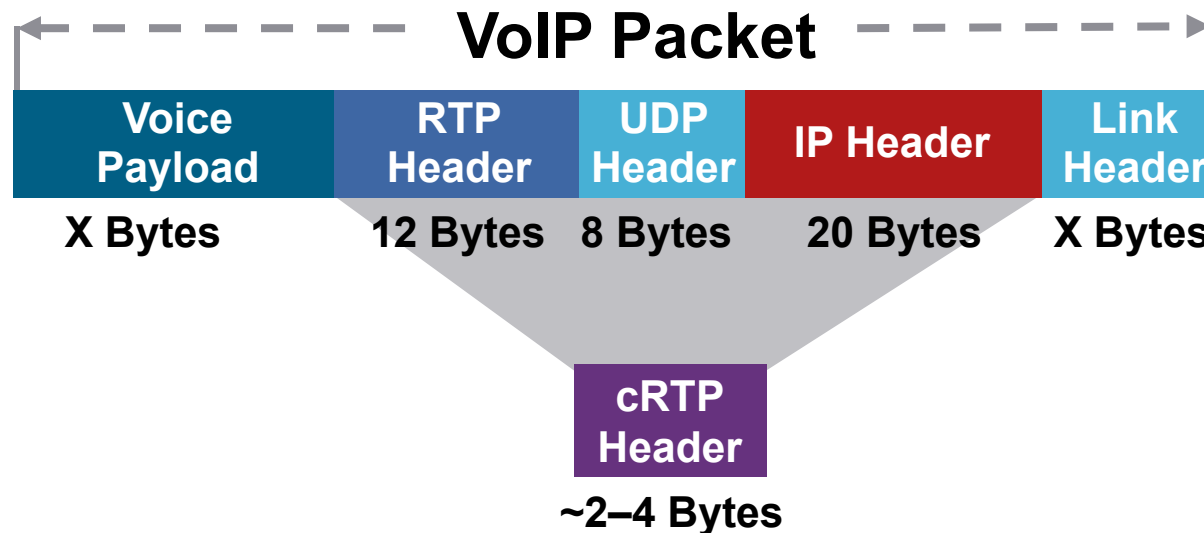 VoIP Packet
Voice
Payload
RTP
Header
UDP
Header
IP Header
Link
Header
X Bytes
12 Bytes
8 Bytes
20 Bytes
X Bytes
cRTP
Header
~2–4 Bytes